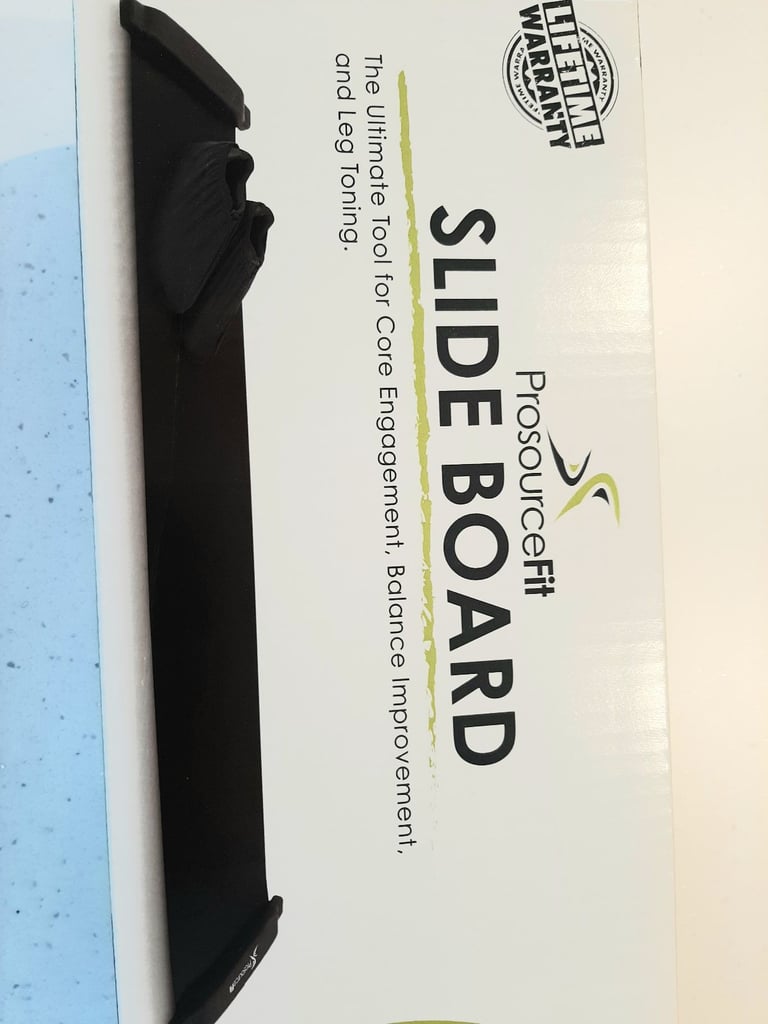 LIFETIME
WARRANTY
ProsourceFit
SLIDE BOARD
The Ultimate Tool for Core Engagement, Balance Improvement,
and Leg Toning.